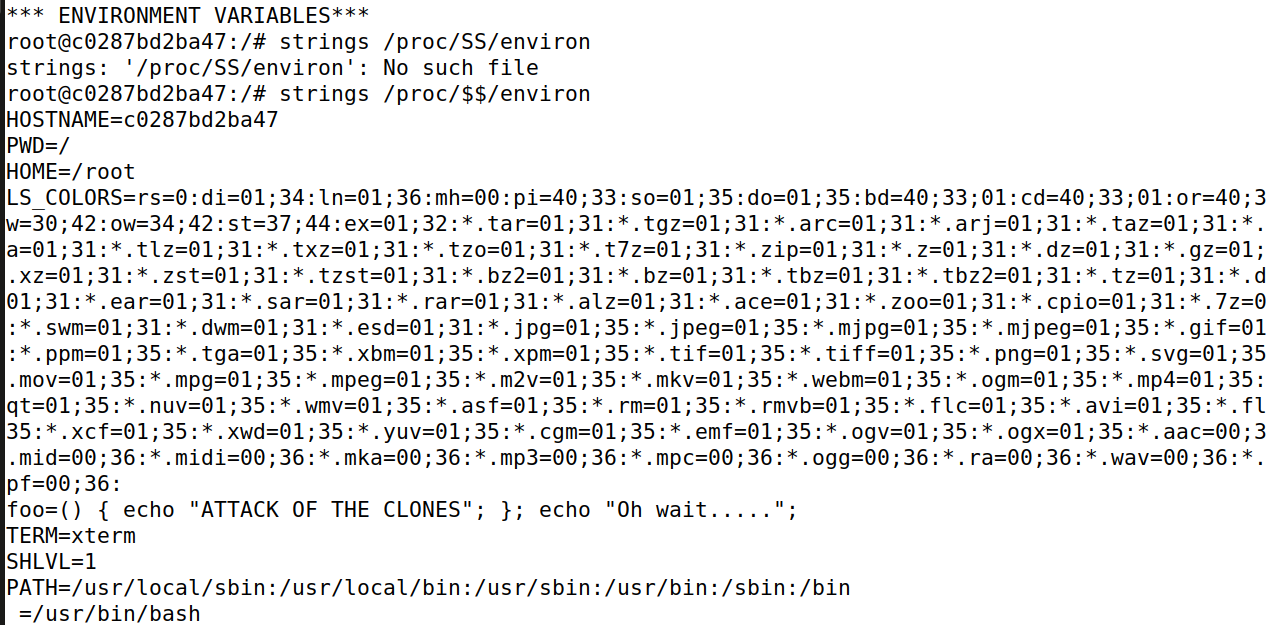 *** ENVIRONMENT VARIABLES***
root@c0287bd2ba47:/# strings /proc/SS/environ
strings: '/proc/SS/environ': No such file
root@c0287bd2ba47:/# strings /proc/$$/environ
HOSTNAME=c0287bd2ba47
PWD=/
HOME=/root
LS_COLORS=rs=0:di=01;34:ln=01;36:mh=00:pi=40;33:so=01;35:do=01;35:bd=40;33;01:cd=40;33;01:or=40;3
w=30;42:ow=34;42:st=37;44:ex=01;32:*.tar=01;31:*.tgz=01;31:*.arc=01;31:*.arj=01;31:*.taz=01;31:*.
a=01;31:*.tlz=01;31:*.txz=01;31:*.tzo=01;31:*.t7z=01;31:*.zip=01;31:*.z=01;31:*.dz=01;31:*.gz=01;
.xz=01;31:*.zst=01;31:*.tzst=01;31:*.bz2=01;31:*.bz=01;31:*.tbz=01;31:*.tbz2=01;31:*.tz=01;31:*.d
01;31:*.ear=01;31:*.sar=01;31:*.rar=01;31:*.alz=01;31:*.ace=01;31:*.zoo=01;31:*.cpio=01;31:*.7z=0
:*.swm=01;31:*.dwm=01;31:*.esd=01;31:*.jpg=01;35:*.jpeg=01;35:*.mjpg=01;35:*.mjpeg=01;35:*.gif=01
:*.ppm=01;35:*.tga=01;35:*.xbm=01;35:*.xpm=01;35:*.tif=01;35:*.tiff=01;35:*.png=01;35:*.svg=01;35
.mov=01;35:*.mpg=01;35:*.mpeg=01;35:*.m2v=01;35:*.mkv=01;35:*.webm=01;35:*.ogm=01;35:*.mp4=01;35:
qt=01;35:*.nuv=01;35:*.wmv=01;35:*.asf=01;35:*.rm=01;35:*.rmvb=01;35:*.flc=01;35:*.avi=01;35:*.fl
35:*.xcf=01;35:*.xwd=01;35:*.yuv=01;35:*.cgm=01;35:*.emf=01;35:*.ogv=01;35:*.ogx=01;35:*.aac=00;3
.mid=00;36:*.midi=00;36:*.mka=00;36:*.mp3=00;36:*.mpc=00;36:*.ogg=00;36:*.ra=00;36:*.wav=00;36:*.
pf=00;36:
foo=() { echo "ATTACK OF THE CLONES"; }; echo "Oh wait.....";
TERM=xterm
SHLVL=1
PATH=/usr/local/sbin:/usr/local/bin:/usr/sbin:/usr/bin:/sbin:/bin
 =/usr/bin/bash